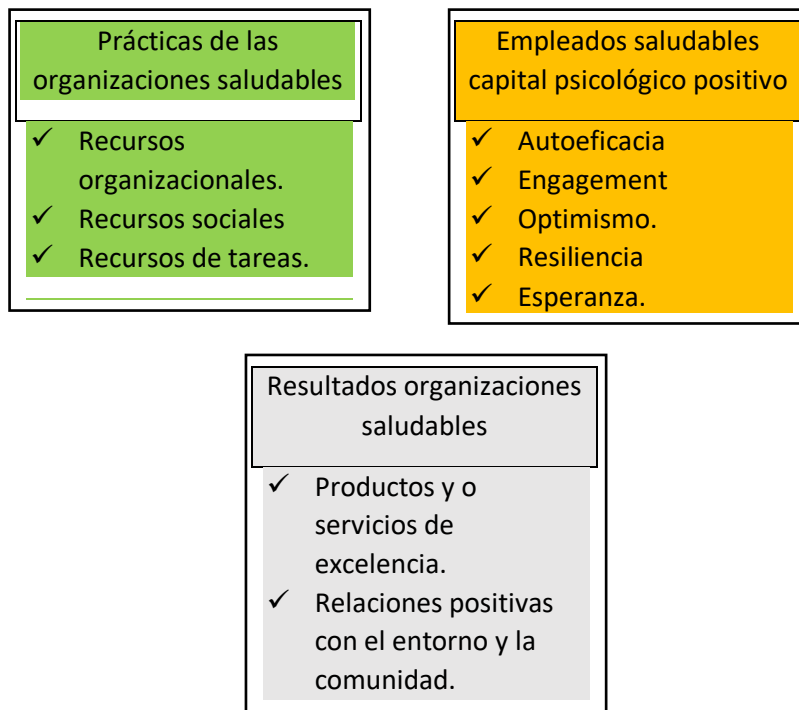 Prácticas de las
organizaciones saludables
✓ Recursos
organizacionales.
✓ Recursos sociales
✓ Recursos de tareas.
Empleados saludables
capital psicológico positivo
✓ Autoeficacia
✓ Engagement
✓ Optimismo.
✓ Resiliencia
✓ Esperanza.
Resultados organizaciones
saludables
✓ Productos y o
servicios de
excelencia.
✓ Relaciones positivas
con el entorno y la
comunidad.